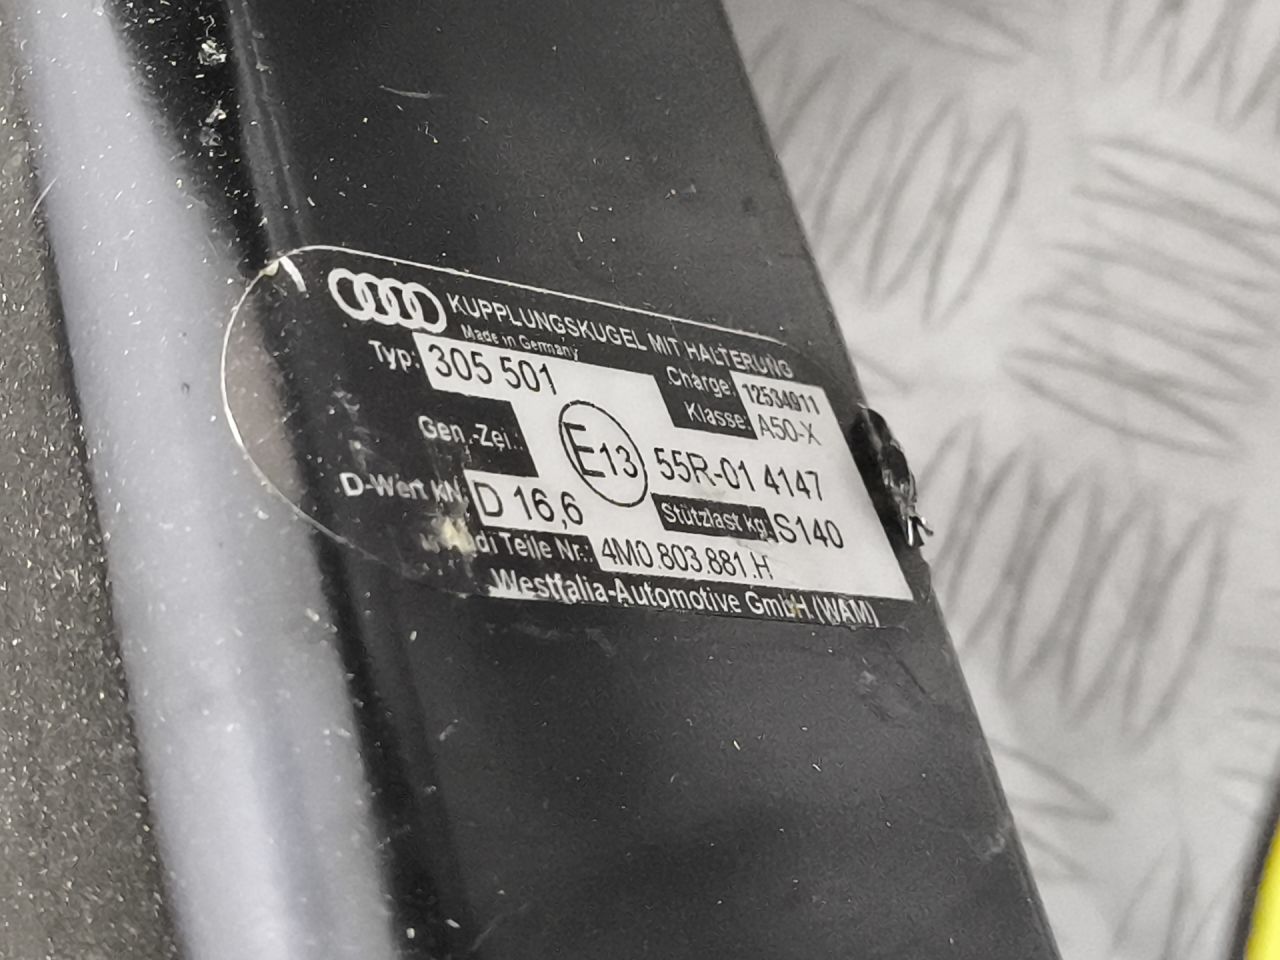 KUPPLUNGSKUGEL MIT HALTERUNG
Made in Germany
Typ: 305 501
Charge: 12534911
Klasse: A50-X
Gen.-Zei.: E13 55R-01 4147
D-Wert kN: D 16,6
Stützlast kg: S140
Teile Nr.: 4M0.803.881.H
Westfalia-Automotive GmbH (WAM)